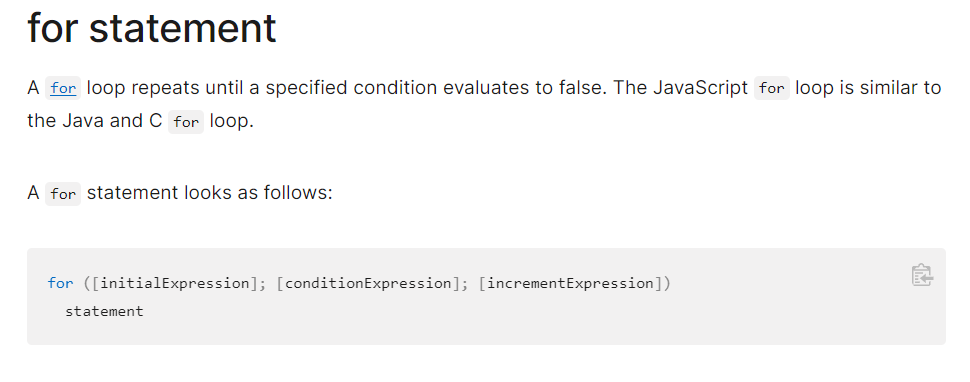 for statement
A for loop repeats until a specified condition evaluates to false. The JavaScript for loop is similar to
the Java and C for loop.
A for statement looks as follows:
for ([initialExpression]; [conditionExpression]; [incrementExpression])
  statement